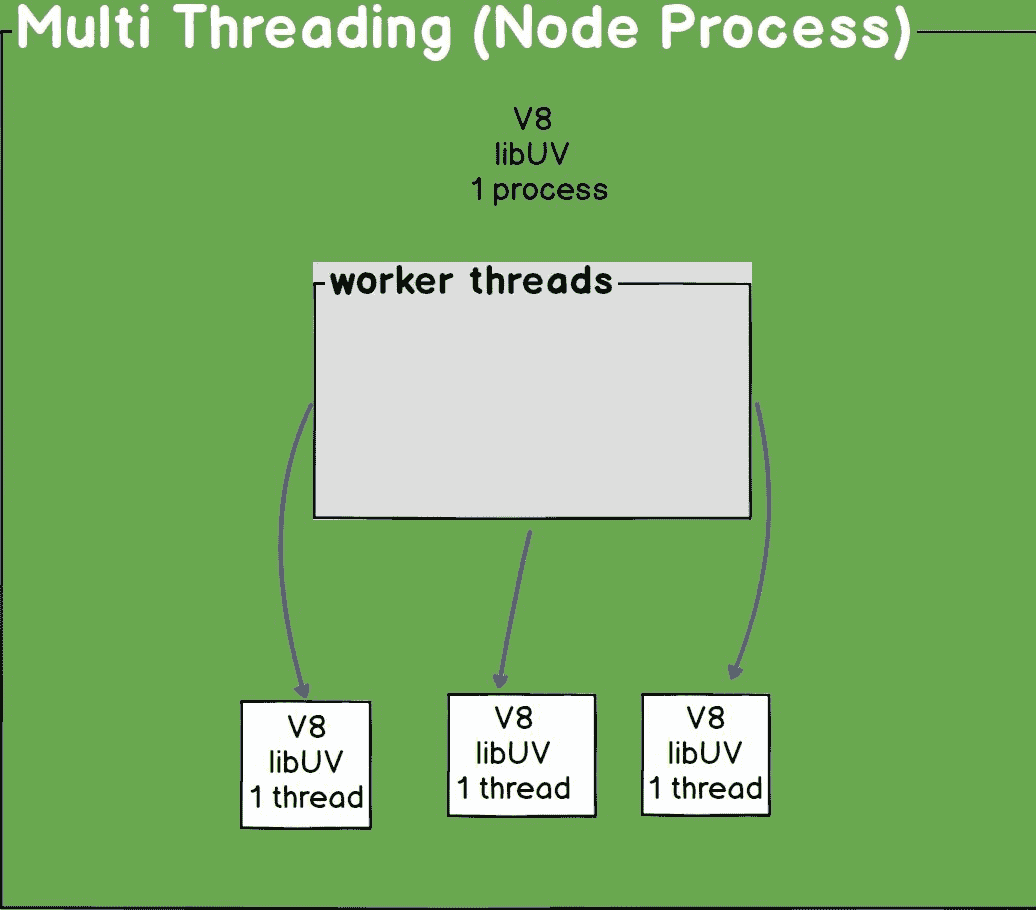 Multi Threading (Node Process)
V8
libUV
1 process
worker threads
V8
libUV
1 thread
V8
libUV
1 thread
V8
libUV
1 thread